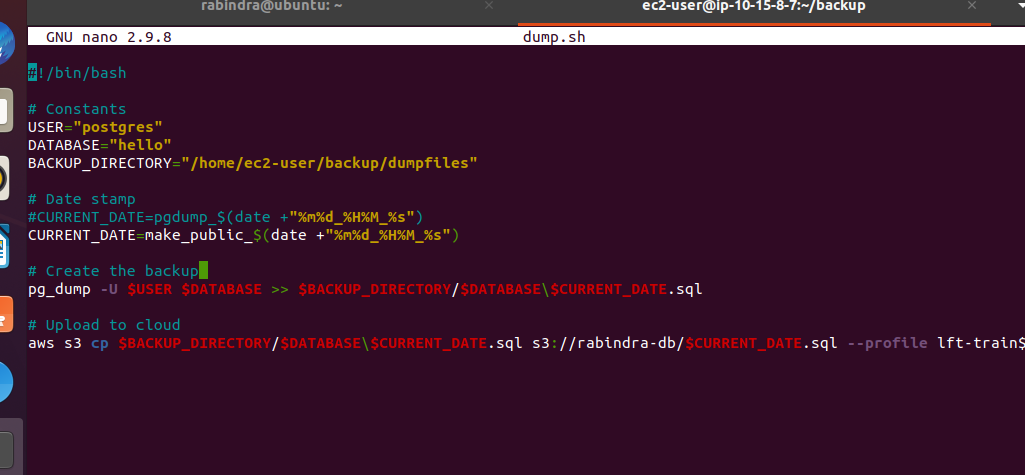 rabindra@ubuntu: ~ × ec2-user@ip-10-15-8-7:~/backup ×
GNU nano 2.9.8 dump.sh
#!/bin/bash
# Constants
USER="postgres"
DATABASE="hello"
BACKUP_DIRECTORY="/home/ec2-user/backup/dumpfiles"
# Date stamp
#CURRENT_DATE=pgdump_$(date +"%m%d_%H%M_%s")
CURRENT_DATE=make_public_$(date +"%m%d_%H%M_%s")
# Create the backup
pg_dump -U $USER $DATABASE >> $BACKUP_DIRECTORY/$DATABASE\$CURRENT_DATE.sql
# Upload to cloud
aws s3 cp $BACKUP_DIRECTORY/$DATABASE\$CURRENT_DATE.sql s3://rabindra-db/$CURRENT_DATE.sql --profile lft-train$